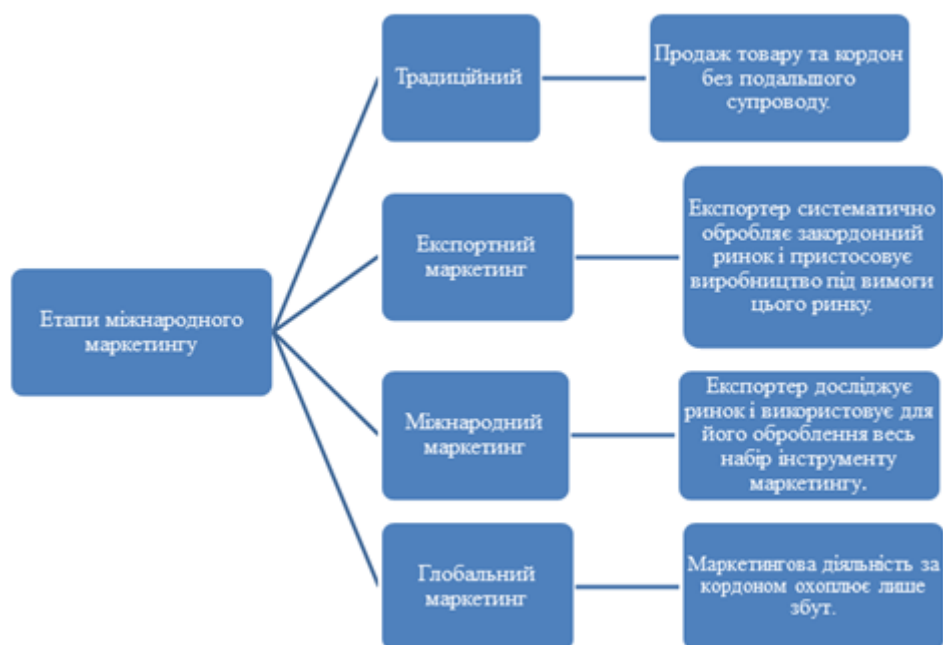 Етапи міжнародного
маркетингу
Традиційний
Продаж товару та кордон
без подальшого
супроводу.
Експортний
маркетинг
Експортер систематично
обробляє закордонний
ринок і пристосовує
виробництво під вимоги
цього ринку.
Міжнародний
маркетинг
Експортер досліджує
ринок і використовує для
його оброблення весь
набір інструменту
маркетингу.
Глобальний
маркетинг
Маркетингова діяльність за
кордоном охоплює лише
збут.